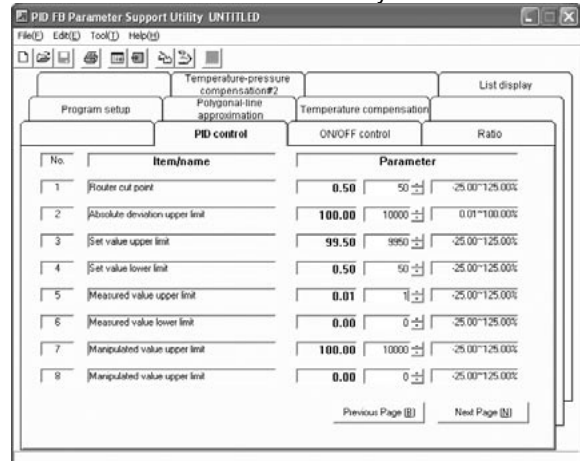 PID FB Parameter Support Utility UNTITLED
File(F) Edit(E) Tool(T) Help(H)
Temperature-pressure compensation#2 List display
Program setup Polygonal-line approximation Temperature compensation
PID control ON/OFF control Ratio
No. Item/name Parameter
1 Router cut point 0.50 50 -25.00~125.00%
2 Absolute deviation upper limit 100.00 10000 0.01~100.00%
3 Set value upper limit 99.50 9950 -25.00~125.00%
4 Set value lower limit 0.50 50 -25.00~125.00%
5 Measured value upper limit 0.01 1 -25.00~125.00%
6 Measured value lower limit 0.00 0 -25.00~125.00%
7 Manipulated value upper limit 100.00 10000 -25.00~125.00%
8 Manipulated value upper limit 0.00 0 -25.00~125.00%
Previous Page (B) Next Page (N)